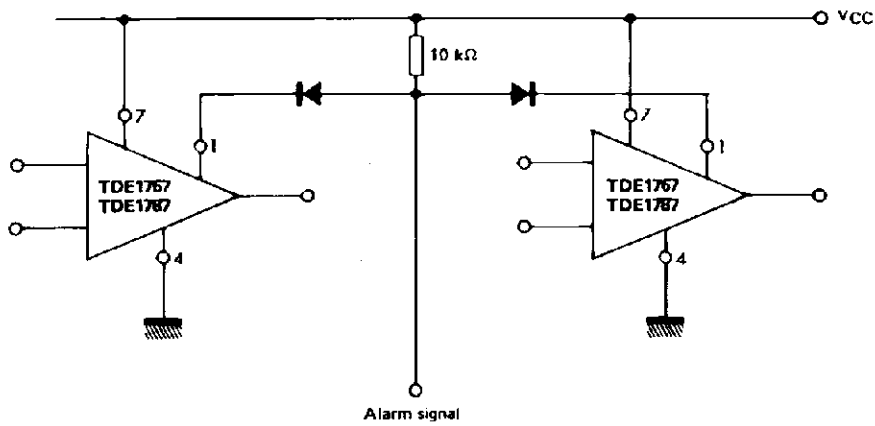 VCC
10 kΩ
7
1
7
1
TDE1767
TDE1787
TDE1767
TDE1787
4
4
Alarm signal